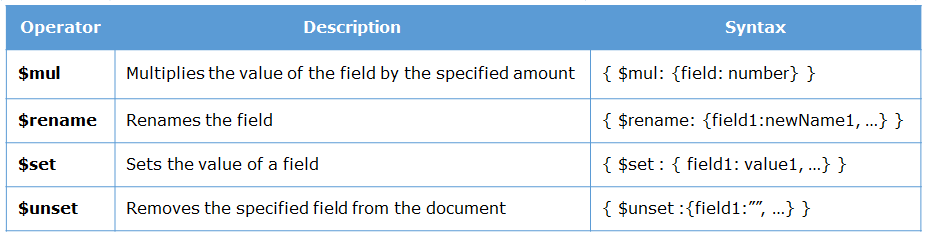 Operator Description Syntax
$mul Multiplies the value of the field by the specified amount { $mul: {field: number} }
$rename Renames the field { $rename: {field1:newName1, …} }
$set Sets the value of a field { $set : { field1: value1, …} }
$unset Removes the specified field from the document { $unset :{field1:””, …} }